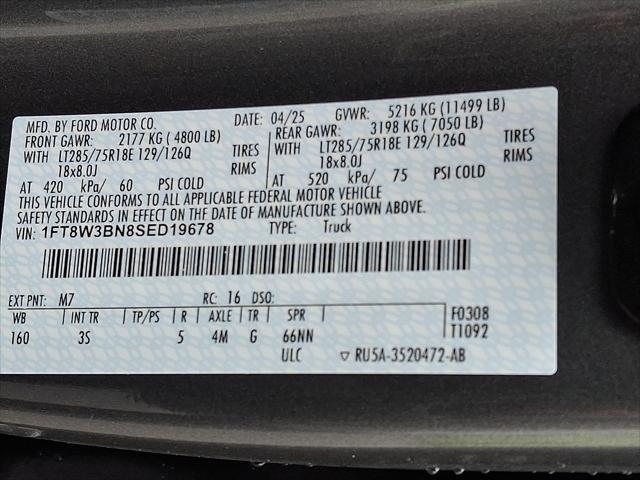 MFD. BY FORD MOTOR CO.
DATE: 04/25 GVWR: 5216 KG (11499 LB)
FRONT GAWR: 2177 KG ( 4800 LB) REAR GAWR: 3198 KG ( 7050 LB)
WITH LT285/75R18E 129/126Q TIRES WITH LT285/75R18E 129/126Q TIRES
18x8.0J RIMS 18x8.0J RIMS
AT 420 kPa/ 60 PSI COLD AT 520 kPa/ 75 PSI COLD
THIS VEHICLE CONFORMS TO ALL APPLICABLE FEDERAL MOTOR VEHICLE
SAFETY STANDARDS IN EFFECT ON THE DATE OF MANUFACTURE SHOWN ABOVE.
VIN: 1FT8W3BN8SED19678 TYPE: Truck
EXT PNT: M7 RC: 16 DSO:
WB INT TR TP/PS R AXLE TR SPR F0308
160 3S 5 4M G 66NN T1092
ULC ▽ RU5A-3520472-AB